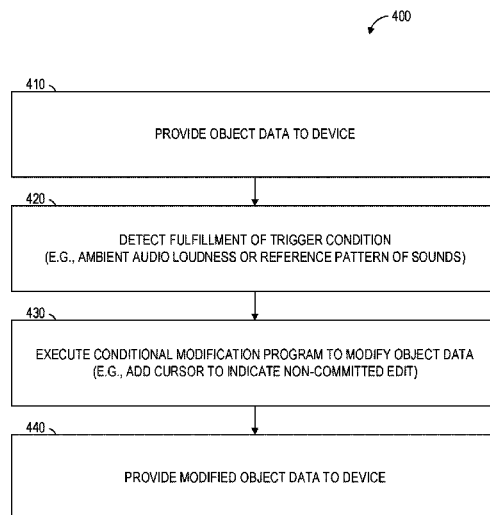 400
410
PROVIDE OBJECT DATA TO DEVICE
420
DETECT FULFILLMENT OF TRIGGER CONDITION
(E.G., AMBIENT AUDIO LOUDNESS OR REFERENCE PATTERN OF SOUNDS)
430
EXECUTE CONDITIONAL MODIFICATION PROGRAM TO MODIFY OBJECT DATA
(E.G., ADD CURSOR TO INDICATE NON-COMMITTED EDIT)
440
PROVIDE MODIFIED OBJECT DATA TO DEVICE